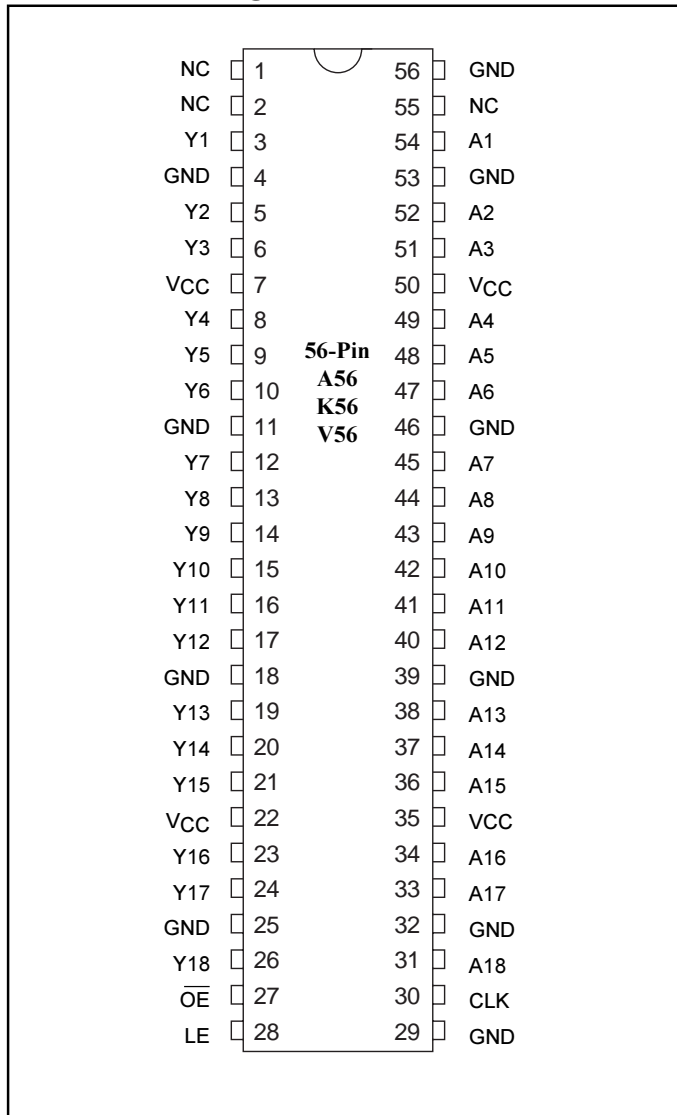 NC 1 56 GND
NC 2 55 NC
Y1 3 54 A1
GND 4 53 GND
Y2 5 52 A2
Y3 6 51 A3
VCC 7 50 VCC
Y4 8 49 A4
Y5 9 56-Pin 48 A5
A56
Y6 10 47 A6
K56
GND 11 V56 46 GND
Y7 12 45 A7
Y8 13 44 A8
Y9 14 43 A9
Y10 15 42 A10
Y11 16 41 A11
Y12 17 40 A12
GND 18 39 GND
Y13 19 38 A13
Y14 20 37 A14
Y15 21 36 A15
VCC 22 35 VCC
Y16 23 34 A16
Y17 24 33 A17
GND 25 32 GND
Y18 26 31 A18
O̅E̅ 27 30 CLK
LE 28 29 GND